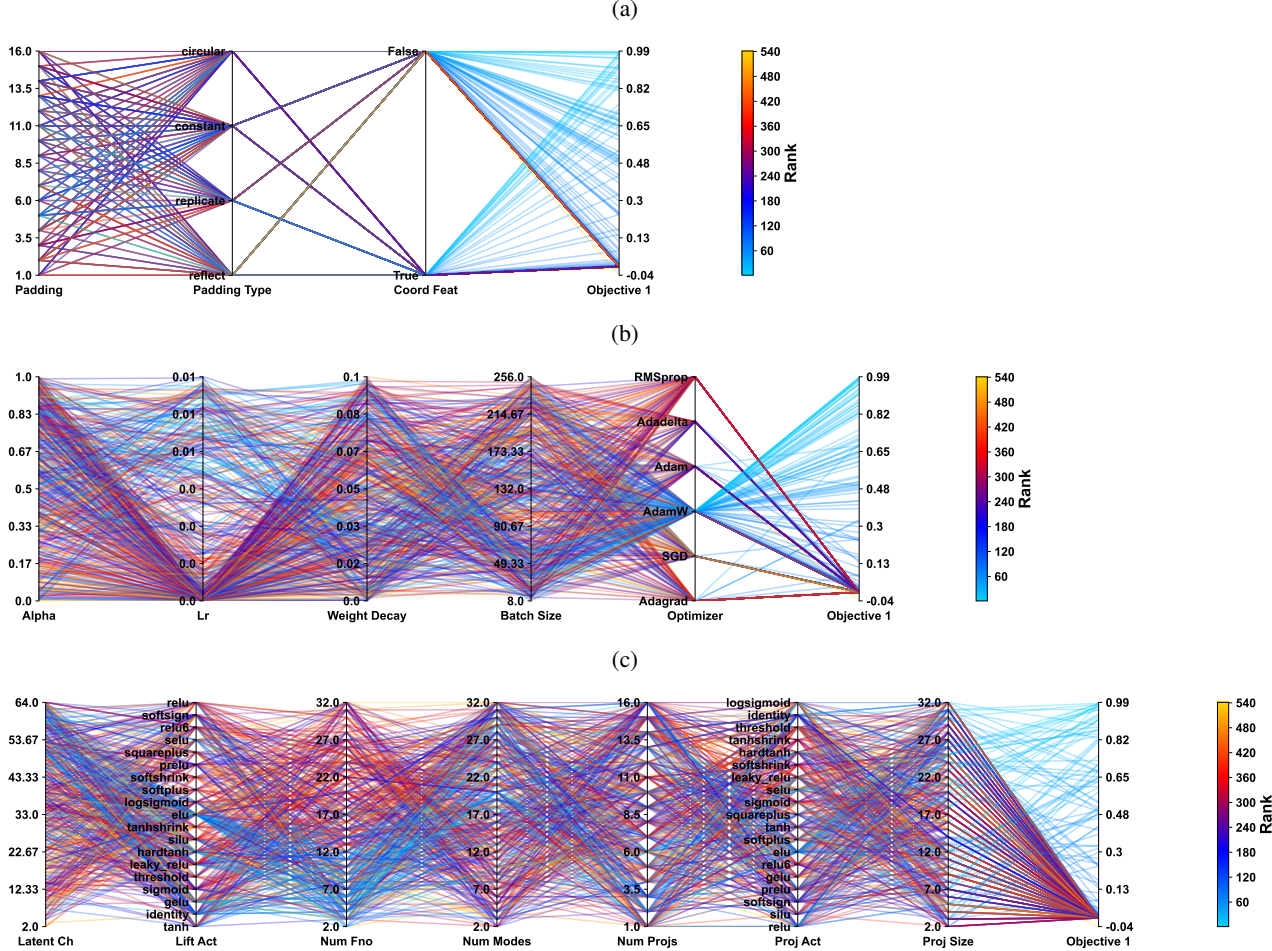 (a)
16.0
13.5
11.0
8.5
6.0
3.5
1.0
Padding
circular
constant
replicate
reflect
Padding Type
False
True
Coord Feat
0.99
0.82
0.65
0.48
0.3
0.13
-0.04
Objective 1
540
480
420
360
300
240
180
120
60
Rank
(b)
1.0
0.83
0.67
0.5
0.33
0.17
0.0
Alpha
0.01
0.01
0.01
0.0
0.0
0.0
0.0
Lr
0.1
0.08
0.07
0.05
0.03
0.02
0.0
Weight Decay
256.0
214.67
173.33
132.0
90.67
49.33
8.0
Batch Size
RMSprop
Adadelta
Adam
AdamW
SGD
Adagrad
Optimizer
0.99
0.82
0.65
0.48
0.3
0.13
-0.04
Objective 1
540
480
420
360
300
240
180
120
60
Rank
(c)
64.0
53.67
43.33
33.0
22.67
12.33
2.0
Latent Ch
relu
softsign
relu6
selu
squareplus
prelu
softshrink
softplus
logsigmoid
elu
tanhshrink
silu
hardtanh
leaky_relu
threshold
sigmoid
gelu
identity
tanh
Lift Act
32.0
27.0
22.0
17.0
12.0
7.0
2.0
Num Fno
32.0
27.0
22.0
17.0
12.0
7.0
2.0
Num Modes
16.0
13.5
11.0
8.5
6.0
3.5
1.0
Num Projs
logsigmoid
identity
threshold
tanhshrink
hardtanh
softshrink
leaky_relu
selu
sigmoid
squareplus
tanh
softplus
elu
relu6
gelu
prelu
softsign
silu
relu
Proj Act
32.0
27.0
22.0
17.0
12.0
7.0
2.0
Proj Size
0.99
0.82
0.65
0.48
0.3
0.13
-0.04
Objective 1
540
480
420
360
300
240
180
120
60
Rank